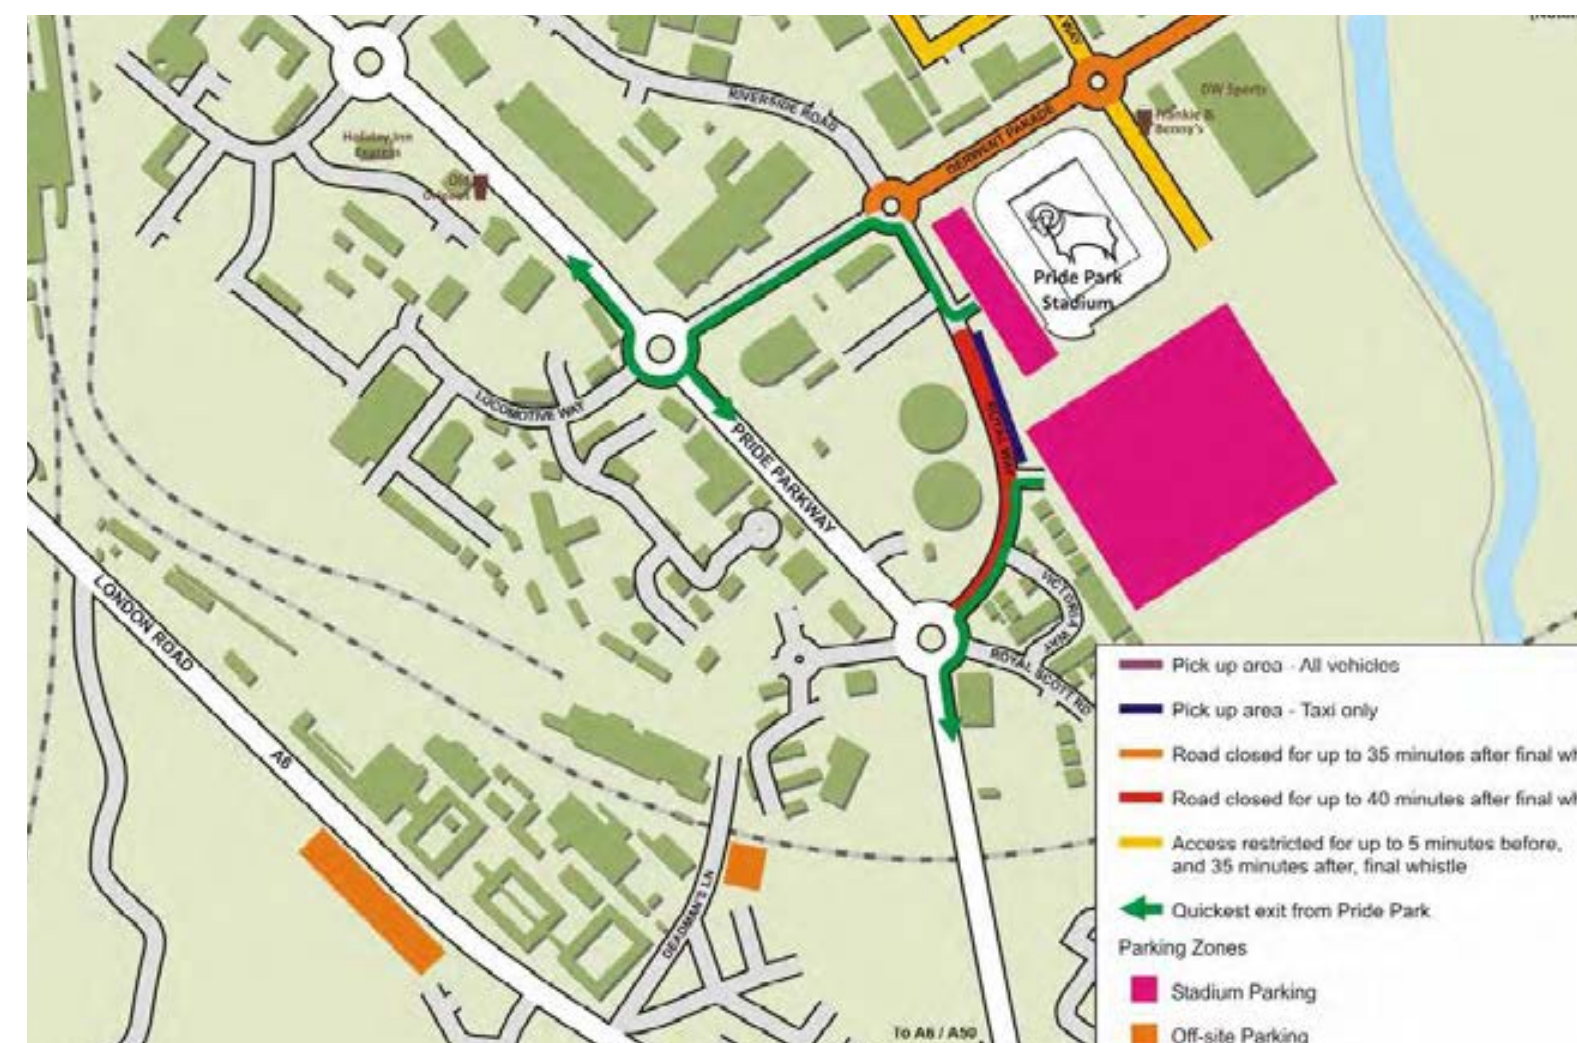 WAY
DW Sports
Frankie &
Benny's
RIVERSIDE ROAD
DERWENT PARADE
Holiday Inn
Express
Old
Pride Park
Stadium
LOCOMOTIVE WAY
ROYAL WAY
PRIDE PARKWAY
VICTORIA WAY
ROYAL SCOTT RD
LONDON ROAD
A6
DEADMAN'S LN
To A6 / A50
Pick up area - All vehicles
Pick up area - Taxi only
Road closed for up to 35 minutes after final wh
Road closed for up to 40 minutes after final wh
Access restricted for up to 5 minutes before,
and 35 minutes after, final whistle
Quickest exit from Pride Park
Parking Zones
Stadium Parking
Off-site Parking